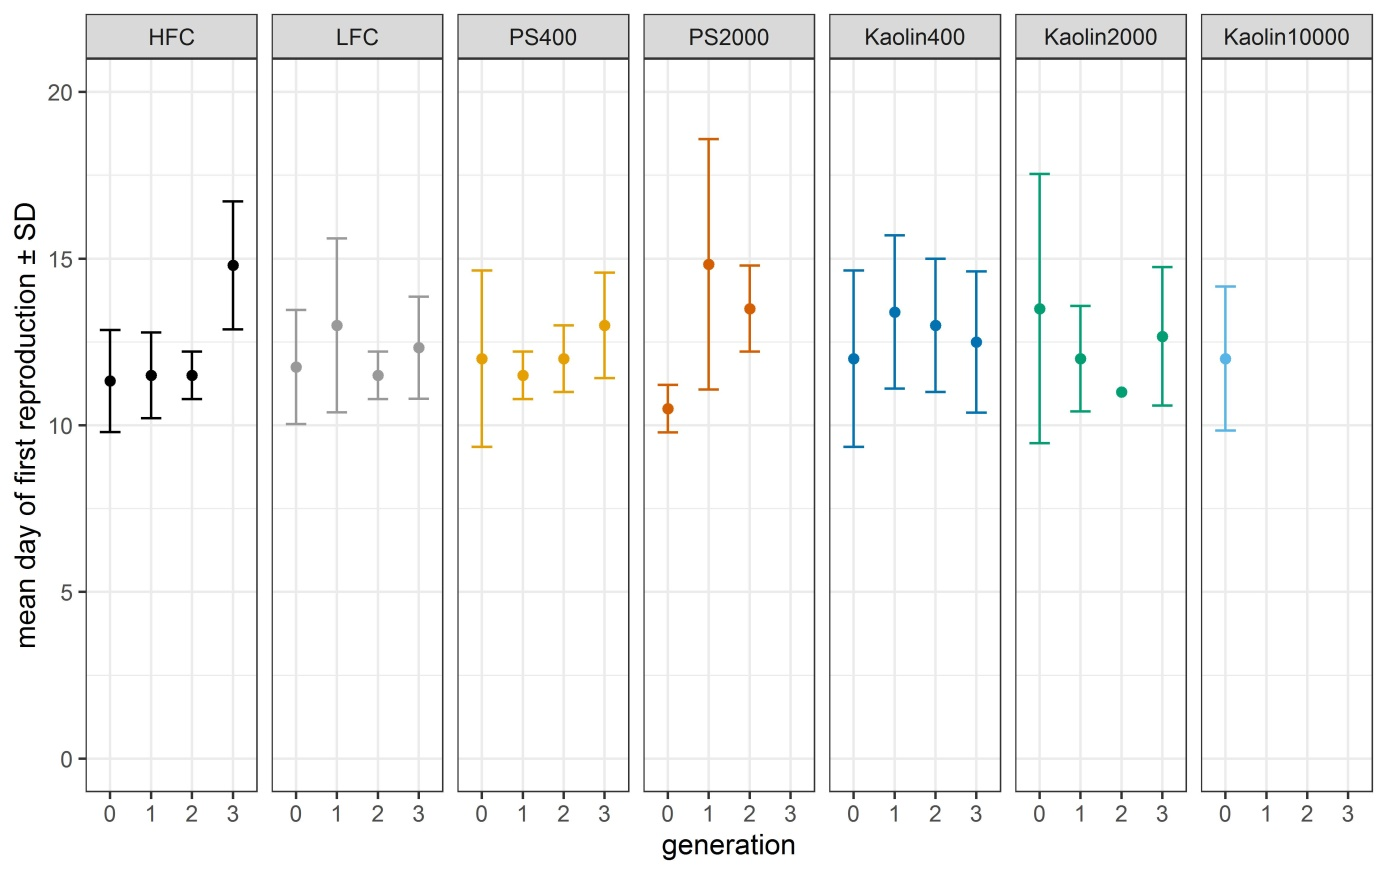 HFC LFC PS400 PS2000 Kaolin400 Kaolin2000 Kaolin10000
mean day of first reproduction ± SD
20
15
10
5
0
0 1 2 3 0 1 2 3 0 1 2 3 0 1 2 3 0 1 2 3 0 1 2 3 0 1 2 3
generation